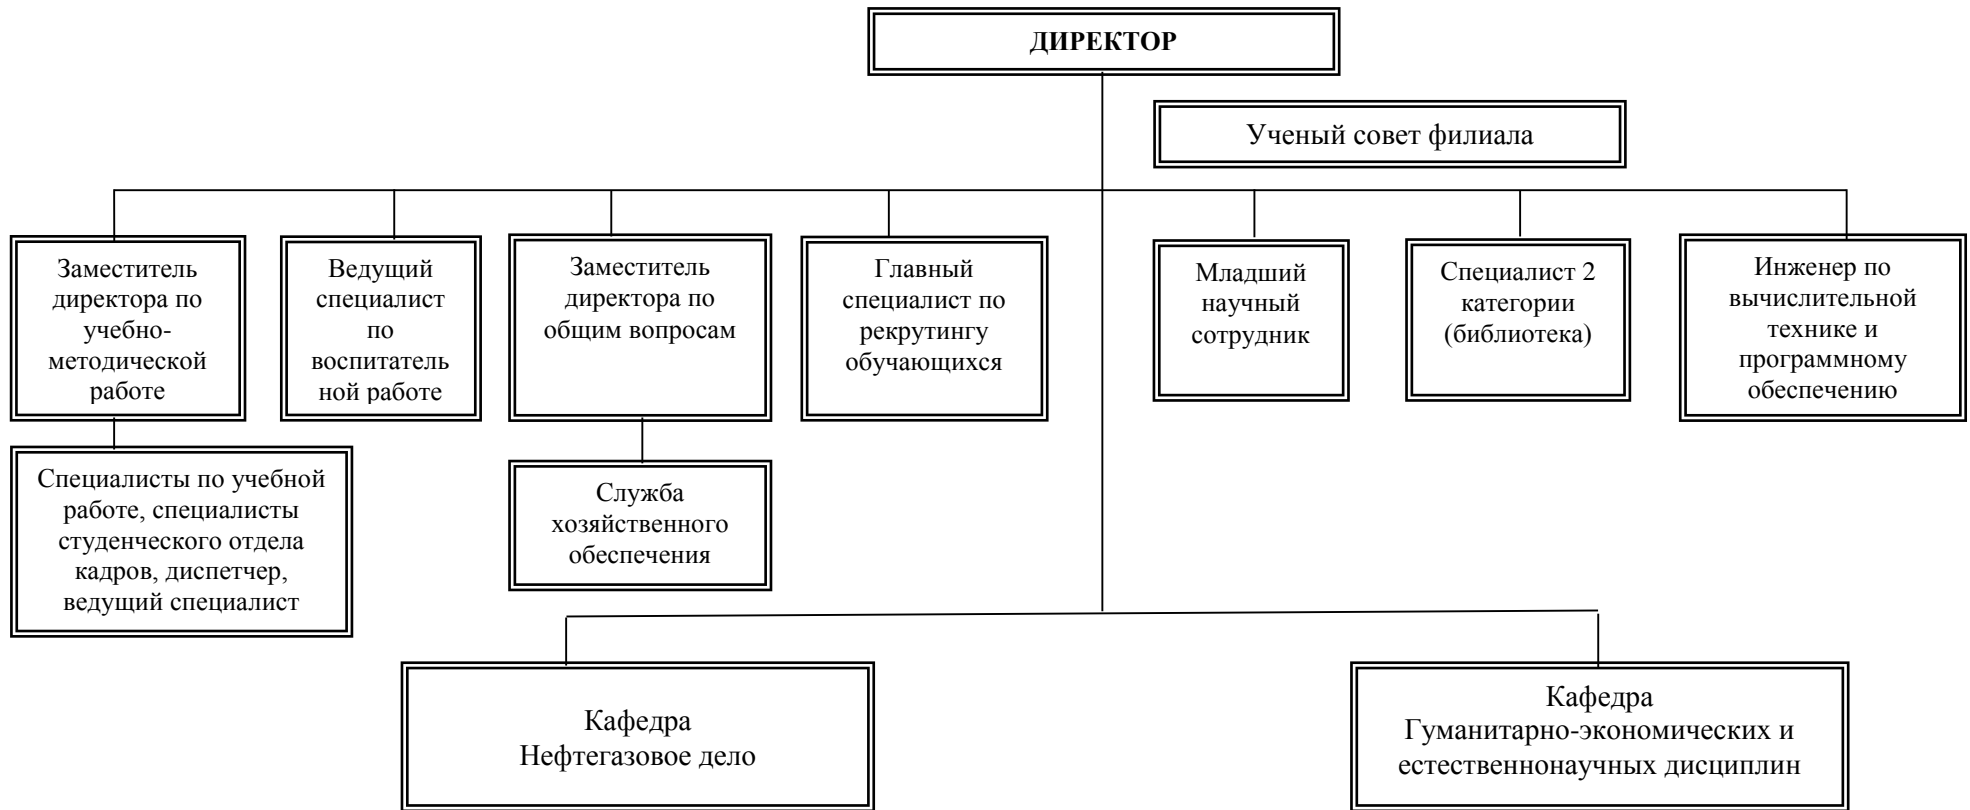 ДИРЕКТОР
Ученый совет филиала
Заместитель
директора по
учебно-
методической
работе
Ведущий
специалист
по
воспитатель
ной работе
Заместитель
директора по
общим вопросам
Главный
специалист по
рекрутингу
обучающихся
Младший
научный
сотрудник
Специалист 2
категории
(библиотека)
Инженер по
вычислительной
технике и
программному
обеспечению
Специалисты по учебной
работе, специалисты
студенческого отдела
кадров, диспетчер,
ведущий специалист
Служба
хозяйственного
обеспечения
Кафедра
Нефтегазовое дело
Кафедра
Гуманитарно-экономических и
естественнонаучных дисциплин